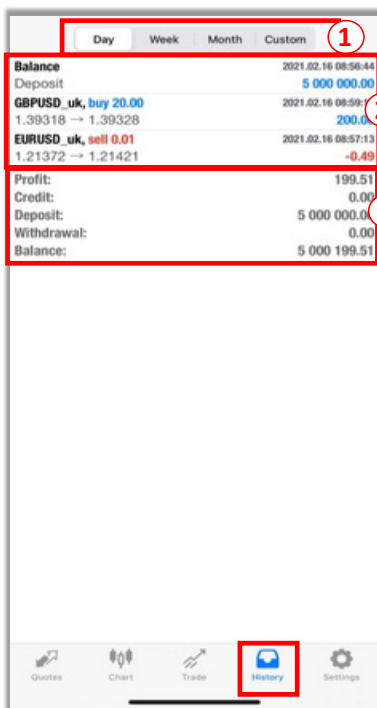 Day Week Month Custom 1
Balance 2021.02.16 08:56:44
Deposit 5 000 000.00
GBPUSD_uk, buy 20.00 2021.02.16 08:59:
1.39318 → 1.39328 200.0
EURUSD_uk, sell 0.01 2021.02.16 08:57:13
1.21372 → 1.21421 -0.49
Profit: 199.51
Credit: 0.00
Deposit: 5 000 000.0
Withdrawal: 0.00
Balance: 5 000 199.51
Quotes Chart Trade History Settings